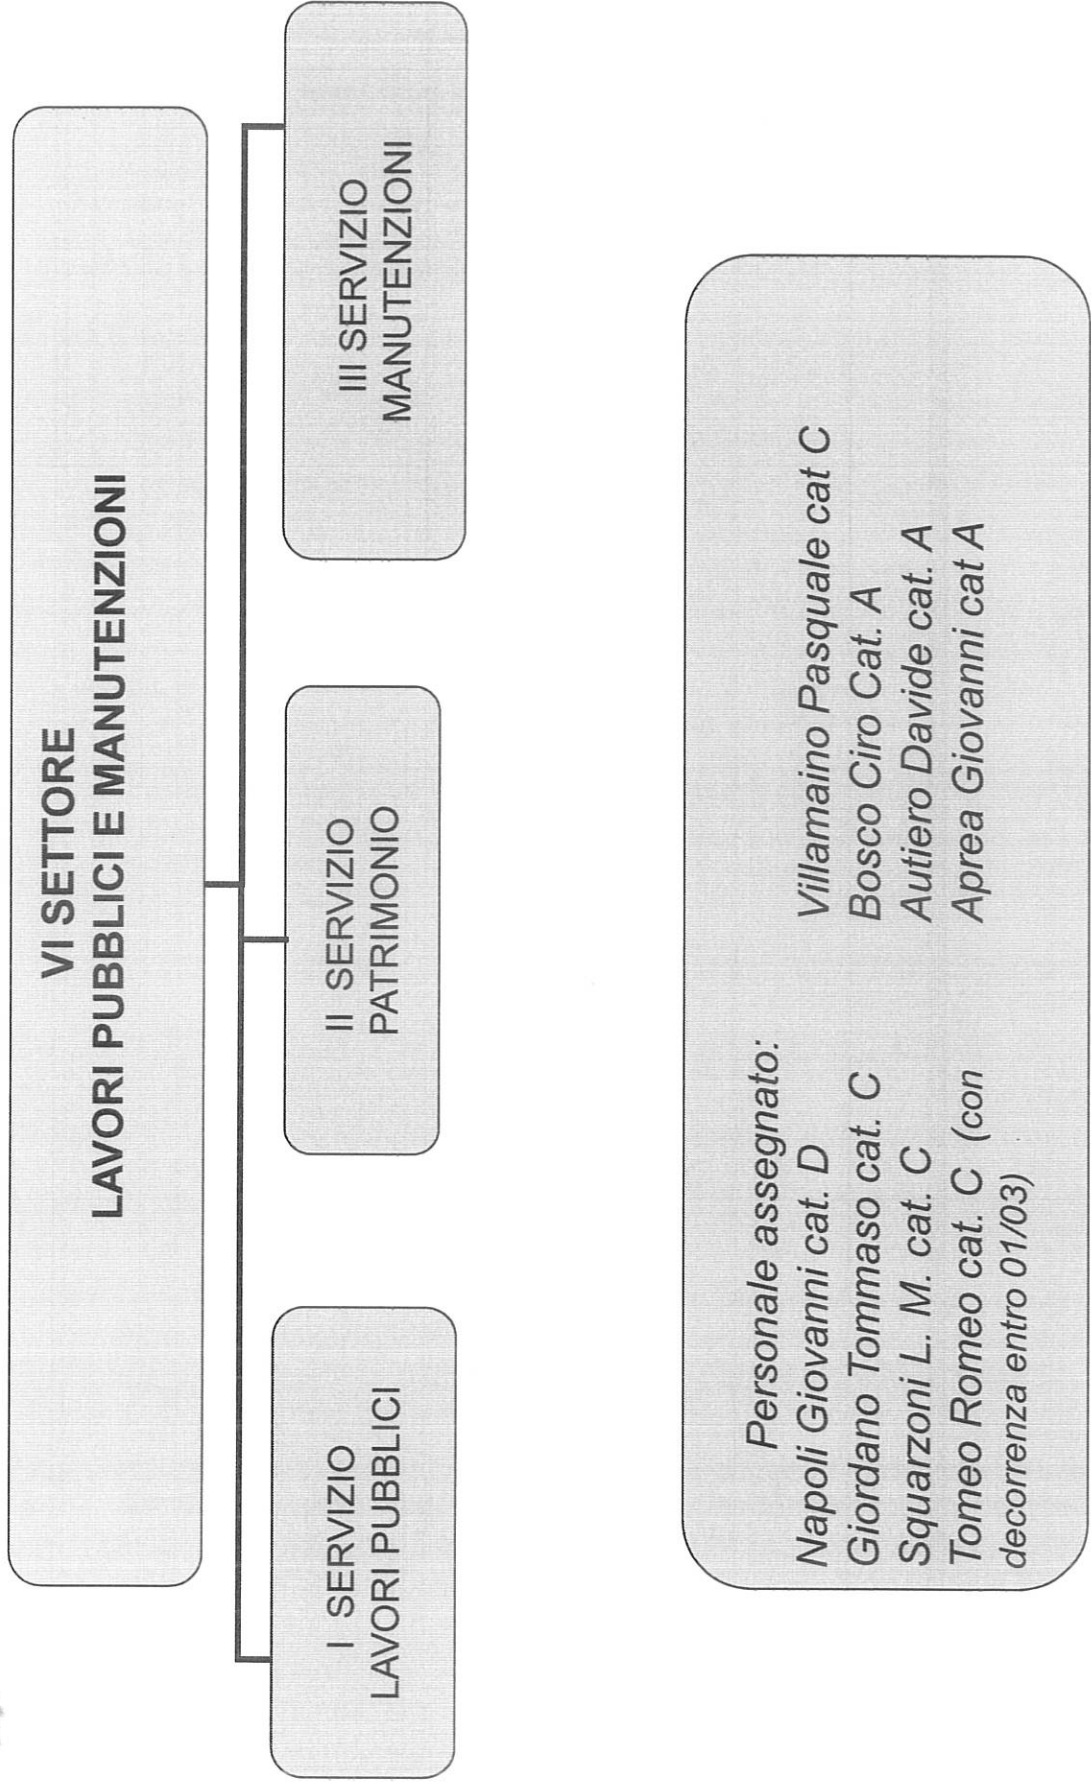 VI SETTORE
LAVORI PUBBLICI E MANUTENZIONI
I SERVIZIO
LAVORI PUBBLICI
II SERVIZIO
PATRIMONIO
III SERVIZIO
MANUTENZIONI
Personale assegnato:
Napoli Giovanni cat. D
Giordano Tommaso cat. C
Squarzoni L. M. cat. C
Tomeo Romeo cat. C (con
decorrenza entro 01/03)
Villamaino Pasquale cat C
Bosco Ciro Cat. A
Autiero Davide cat. A
Aprea Giovanni cat A